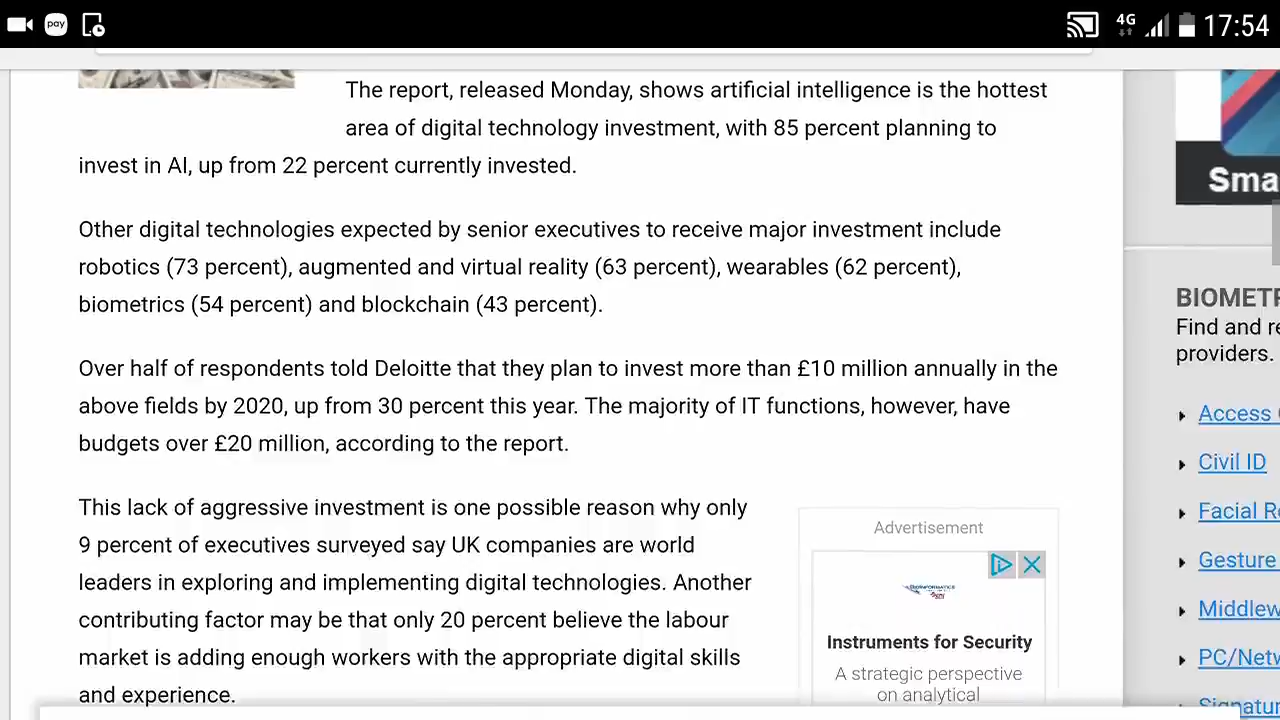 pay
4G
17:54
The report, released Monday, shows artificial intelligence is the hottest
area of digital technology investment, with 85 percent planning to
invest in AI, up from 22 percent currently invested.
Other digital technologies expected by senior executives to receive major investment include
robotics (73 percent), augmented and virtual reality (63 percent), wearables (62 percent),
biometrics (54 percent) and blockchain (43 percent).
Over half of respondents told Deloitte that they plan to invest more than £10 million annually in the
above fields by 2020, up from 30 percent this year. The majority of IT functions, however, have
budgets over £20 million, according to the report.
This lack of aggressive investment is one possible reason why only
9 percent of executives surveyed say UK companies are world
leaders in exploring and implementing digital technologies. Another
contributing factor may be that only 20 percent believe the labour
market is adding enough workers with the appropriate digital skills
and experience.
Advertisement
Instruments for Security
A strategic perspective
on analytical
Sma
BIOMETR
Find and re
providers.
Access
Civil ID
Facial R
Gesture
Middlew
PC/Netw
Signatur